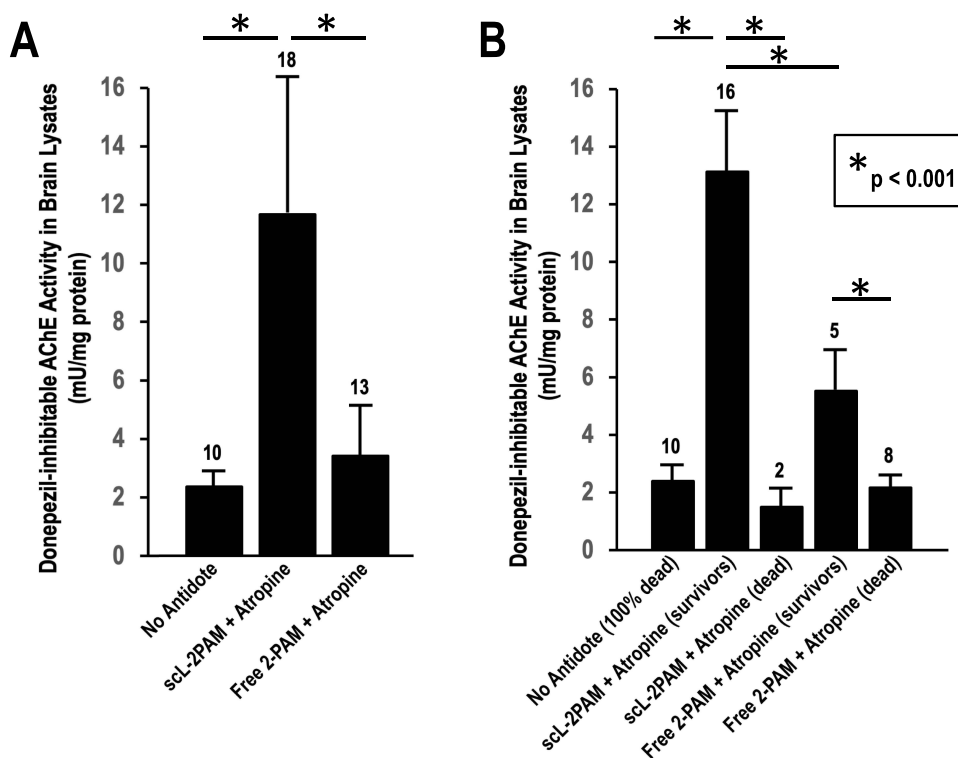 A
Donepezil-inhibitable AChE Activity in Brain Lysates
(mU/mg protein)
* *
18
16
14
12
10
8
6
4
2
0
10
13
No Antidote
scL-2PAM + Atropine
Free 2-PAM + Atropine
B
Donepezil-inhibitable AChE Activity in Brain Lysates
(mU/mg protein)
* *
*
16
16
14
12
10
8
6
4
2
0
* p < 0.001
*
10
2
5
8
No Antidote (100% dead)
scL-2PAM + Atropine (survivors)
scL-2PAM + Atropine (dead)
Free 2-PAM + Atropine (survivors)
Free 2-PAM + Atropine (dead)